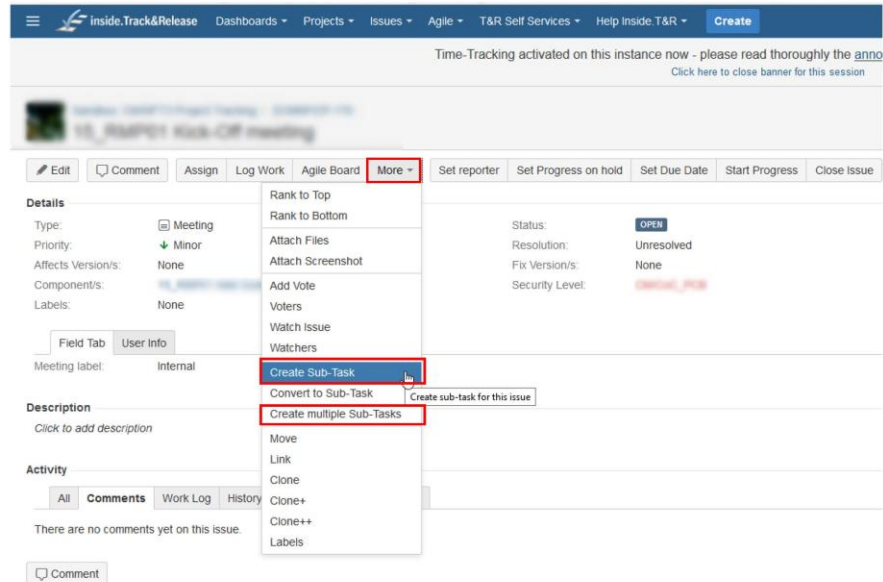 inside.Track&Release Dashboards Projects Issues Agile T&R Self Services Help Inside.T&R Create
Time-Tracking activated on this instance now - please read thoroughly the anno
Click here to close banner for this session
15_RMP01 Kick-Off meeting
Edit Comment Assign Log Work Agile Board More Set reporter Set Progress on hold Set Due Date Start Progress Close Issue
Details
Type: Meeting
Priority: Minor
Affects Version/s: None
Component/s:
Labels: None
Status: OPEN
Resolution: Unresolved
Fix Version/s: None
Security Level:
Field Tab User Info
Meeting label: Internal
Description
Click to add description
Activity
All Comments Work Log History
There are no comments yet on this issue.
Comment
Rank to Top
Rank to Bottom
Attach Files
Attach Screenshot
Add Vote
Voters
Watch Issue
Watchers
Create Sub-Task
Convert to Sub-Task
Create sub-task for this issue
Create multiple Sub-Tasks
Move
Link
Clone
Clone+
Clone++
Labels